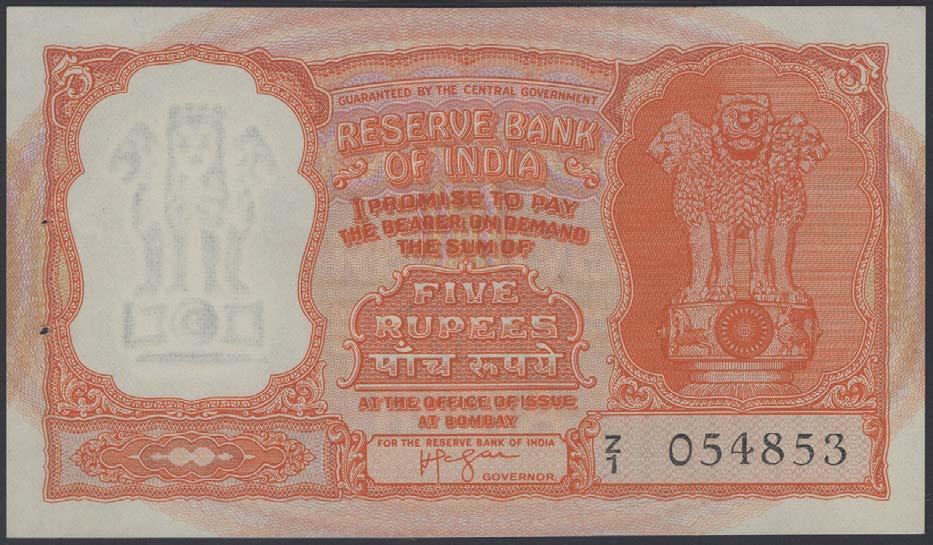 5 5
GUARANTEED BY THE CENTRAL GOVERNMENT
RESERVE BANK
OF INDIA
I PROMISE TO PAY
THE BEARER ON DEMAND
THE SUM OF
FIVE
RUPEES
पाँच रूपये
AT THE OFFICE OF ISSUE
AT BOMBAY
FOR THE RESERVE BANK OF INDIA
GOVERNOR.
Z/1 054853